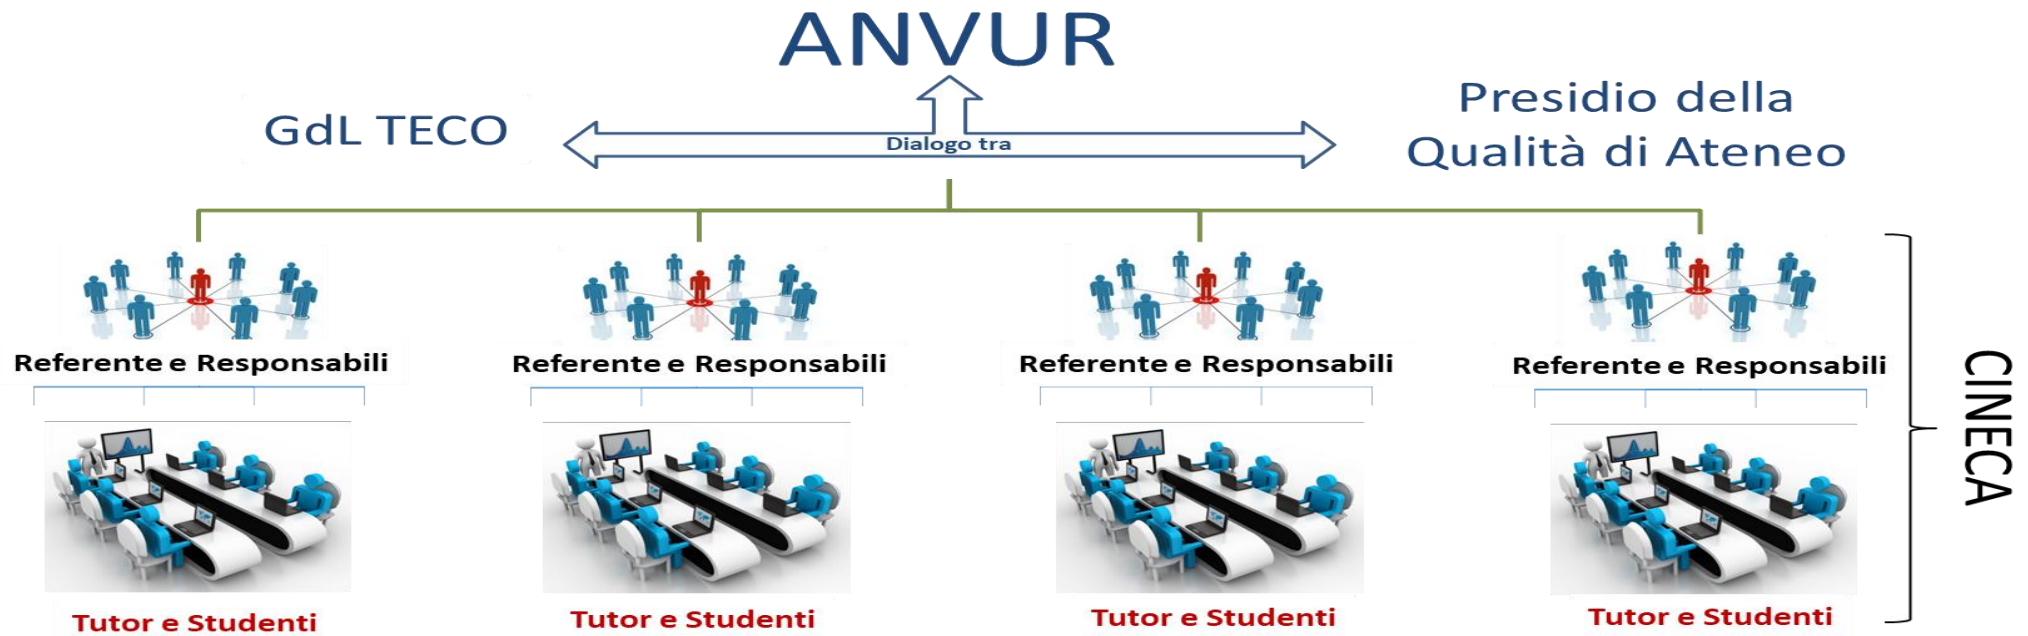 ANVUR
GdL TECO
Dialogo tra
Presidio della
Qualità di Ateneo
Referente e Responsabili
Referente e Responsabili
Referente e Responsabili
Referente e Responsabili
CINECA
Tutor e Studenti
Tutor e Studenti
Tutor e Studenti
Tutor e Studenti